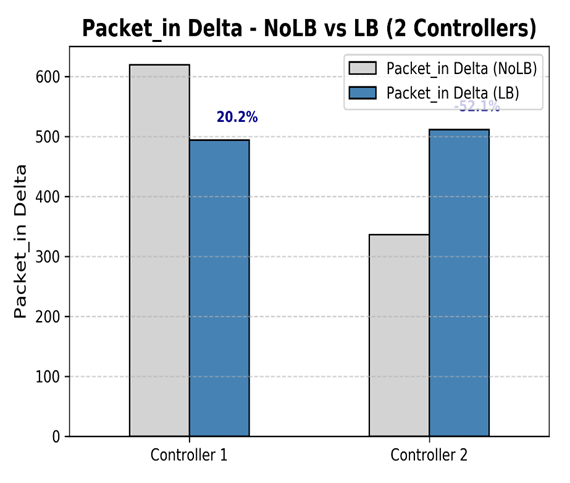 Packet_in Delta - NoLB vs LB (2 Controllers)
Packet_in Delta (NoLB)
Packet_in Delta (LB)
-52.1%
20.2%
Packet_in Delta
600
500
400
300
200
100
0
Controller 1
Controller 2